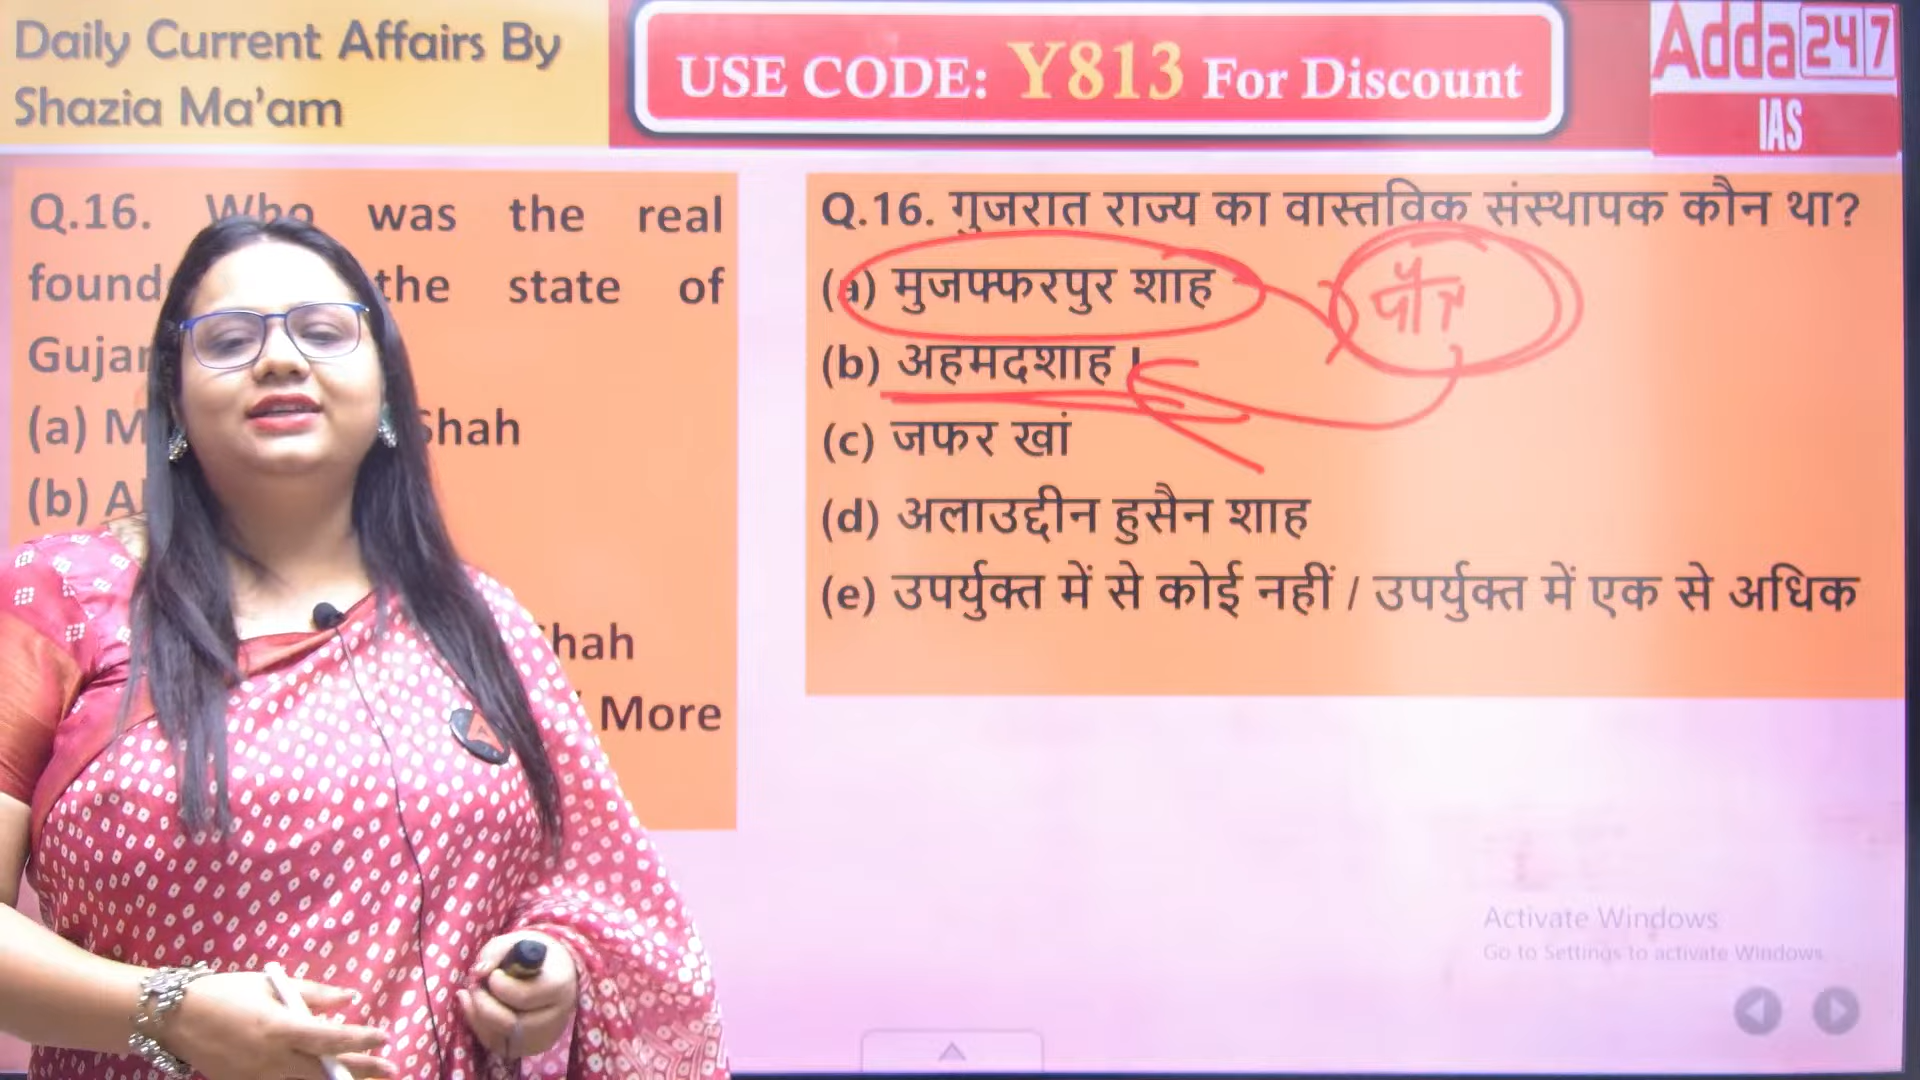 Daily Current Affairs By
Shazia Ma'am
USE CODE: Y813 For Discount
Adda247
IAS
Q.16. Who was the real
found the state of
Gujar
(a) M Shah
(b) A
hah
More
Q.16. गुजरात राज्य का वास्तविक संस्थापक कौन था?
(a) मुजफ्फरपुर शाह
(b) अहमदशाह I
(c) जफर खां
(d) अलाउद्दीन हुसैन शाह
(e) उपर्युक्त में से कोई नहीं / उपर्युक्त में एक से अधिक
Activate Windows
Go to Settings to activate Windows